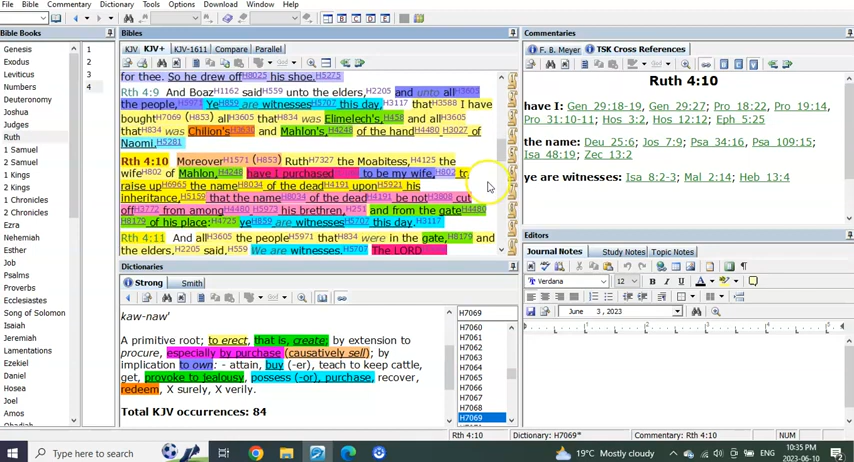 File View Bible Commentary Dictionary Tools Options Download Window Help
Bible Books
Genesis 1
Exodus 2
Leviticus 3
Numbers 4
Deuteronomy
Joshua
Judges
Ruth
1 Samuel
2 Samuel
1 Kings
2 Kings
1 Chronicles
2 Chronicles
Ezra
Nehemiah
Esther
Job
Psalms
Proverbs
Ecclesiastes
Song of Solomon
Isaiah
Jeremiah
Lamentations
Ezekiel
Daniel
Hosea
Joel
Amos
Bibles
KJV KJV+ KJV-1611 Compare Parallel
for thee. So he drew off H8025 his shoe. H5275
Rth 4:9 And Boaz H1162 said H559 unto the elders, H2205 and unto all H3605
the people, H5971 Ye H859 are witnesses H5707 this day, H3117 that H3588 I have
bought H7069 (H853) all H3605 that H834 was Elimelech's, H458 and all H3605
that H834 was Chilion's H3630 and Mahlon's, H4248 of the hand H4480 H3027 of
Naomi. H5281
Rth 4:10 Moreover H1571 (H853) Ruth H7327 the Moabitess, H4125 the
wife H802 of Mahlon, H4248 have I purchased to be my wife, H802 to
raise up H6965 the name H8034 of the dead H4191 upon H5921 his
inheritance, H5159 that the name H8034 of the dead H4191 be not H3808 cut
off H3772 from among H4480 H5973 his brethren, H251 and from the gate H4480
H8179 of his place: H4725 ye H859 are witnesses H5707 this day. H3117
Rth 4:11 And all H3605 the people H5971 that were in the gate, H8179 and
the elders, H2205 said, H559 We are witnesses. H5707 The LORD
Dictionaries
Strong Smith
kaw-naw'
A primitive root; to erect, that is, create; by extension to
procure, especially by purchase (causatively sell); by
implication to own: - attain, buy (-er), teach to keep cattle,
get, provoke to jealousy, possess (-or), purchase, recover,
redeem, X surely, X verily.
Total KJV occurrences: 84
H7069
H7060
H7061
H7062
H7063
H7064
H7065
H7066
H7067
H7068
H7069
Commentaries
F. B. Meyer TSK Cross References
Ruth 4:10
have I: Gen 29:18-19, Gen 29:27; Pro 18:22, Pro 19:14,
Pro 31:10-11; Hos 3:2, Hos 12:12; Eph 5:25
the name: Deu 25:6; Jos 7:9; Psa 34:16, Psa 109:15;
Isa 48:19; Zec 13:2
ye are witnesses: Isa 8:2-3; Mal 2:14; Heb 13:4
Editors
Journal Notes Study Notes Topic Notes
Verdana 12 B I U A
June 3, 2023
Rth 4:10 Dictionary: H7069* Commentary: Rth 4:10 NUM
Type here to search
19°C Mostly cloudy ENG 10:35 PM
2023-06-10
2